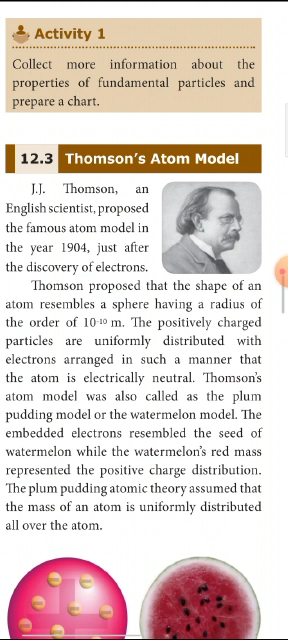 Activity 1
Collect more information about the
properties of fundamental particles and
prepare a chart.
12.3 Thomson's Atom Model
J.J. Thomson, an
English scientist, proposed
the famous atom model in
the year 1904, just after
the discovery of electrons.
Thomson proposed that the shape of an
atom resembles a sphere having a radius of
the order of 10⁻¹⁰ m. The positively charged
particles are uniformly distributed with
electrons arranged in such a manner that
the atom is electrically neutral. Thomson's
atom model was also called as the plum
pudding model or the watermelon model. The
embedded electrons resembled the seed of
watermelon while the watermelon's red mass
represented the positive charge distribution.
The plum pudding atomic theory assumed that
the mass of an atom is uniformly distributed
all over the atom.